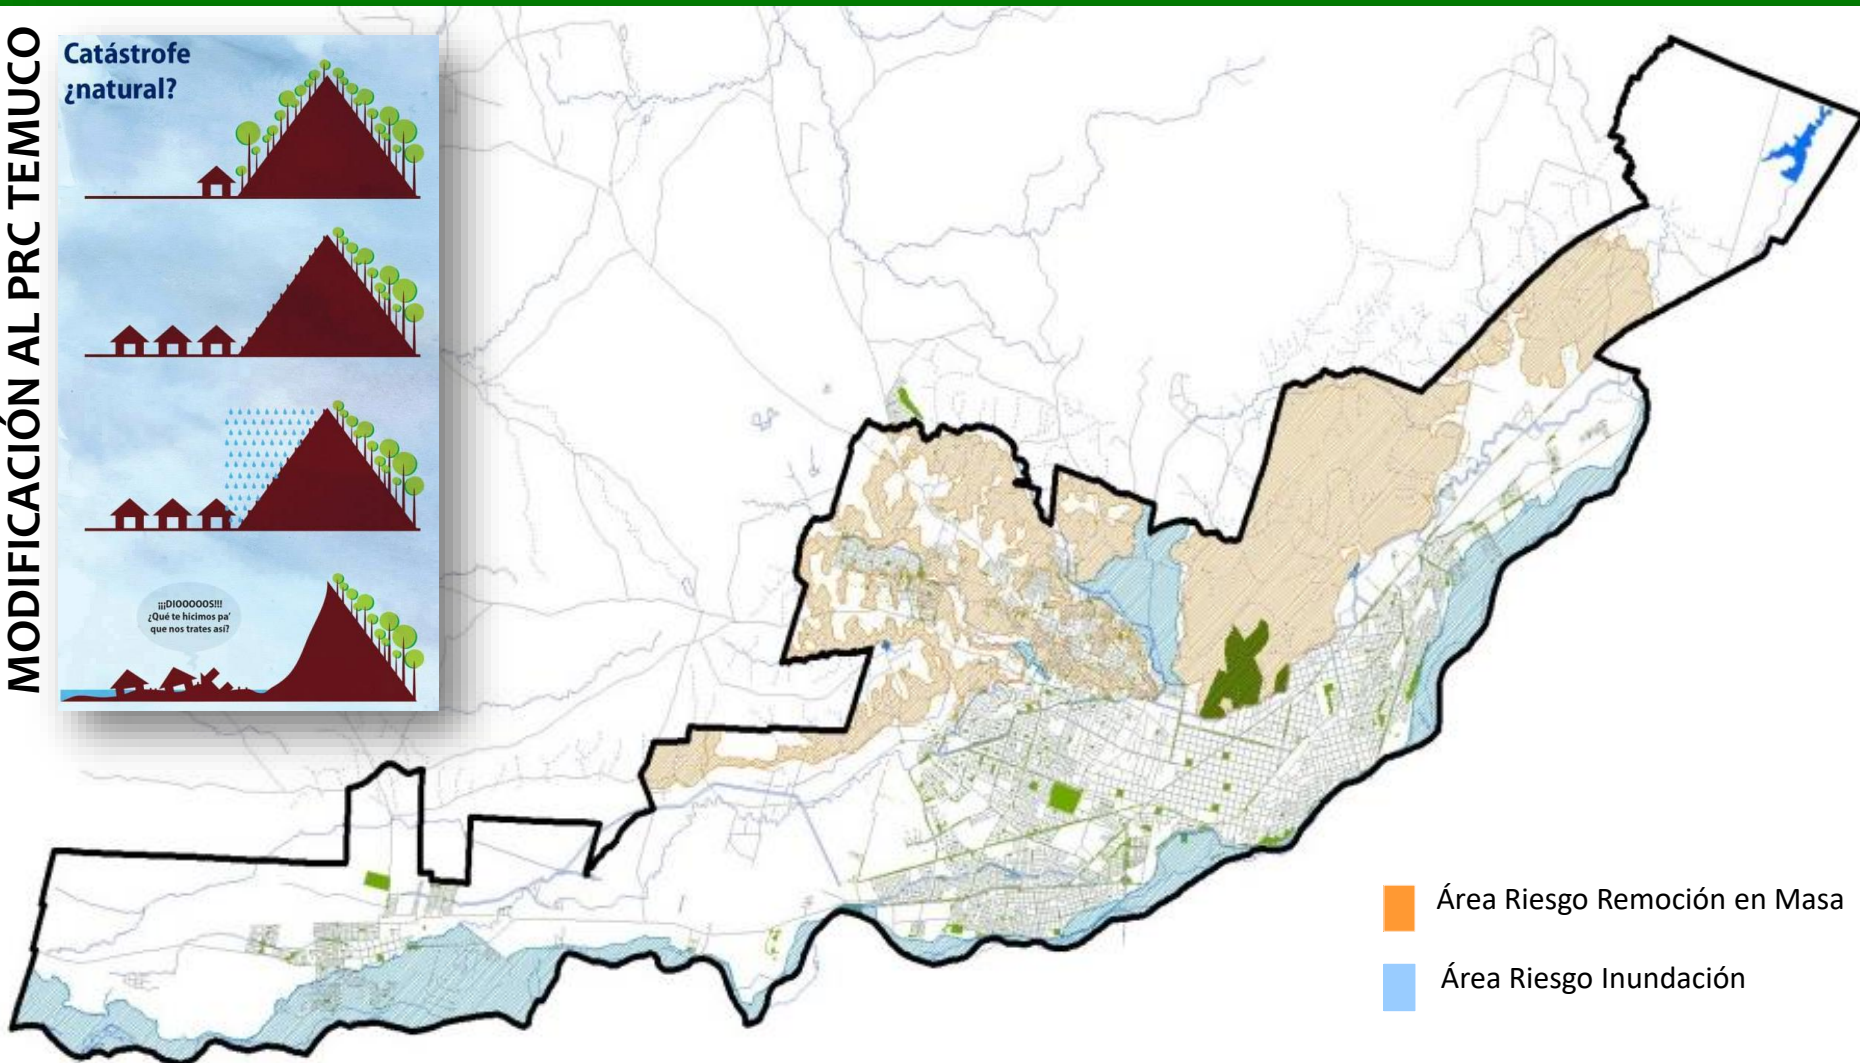 MODIFICACIÓN AL PRC TEMUCO
Catástrofe
¿natural?
¡¡¡DIOOOOOS!!!
¿Qué te hicimos pa'
que nos trates así?
Área Riesgo Remoción en Masa
Área Riesgo Inundación